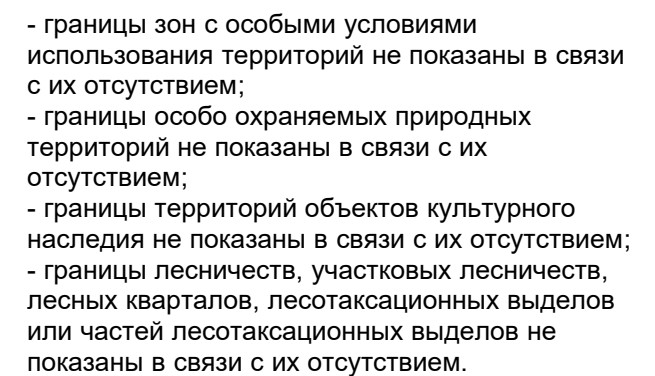 - границы зон с особыми условиями
использования территорий не показаны в связи
с их отсутствием;
- границы особо охраняемых природных
территорий не показаны в связи с их
отсутствием;
- границы территорий объектов культурного
наследия не показаны в связи с их отсутствием;
- границы лесничеств, участковых лесничеств,
лесных кварталов, лесотаксационных выделов
или частей лесотаксационных выделов не
показаны в связи с их отсутствием.